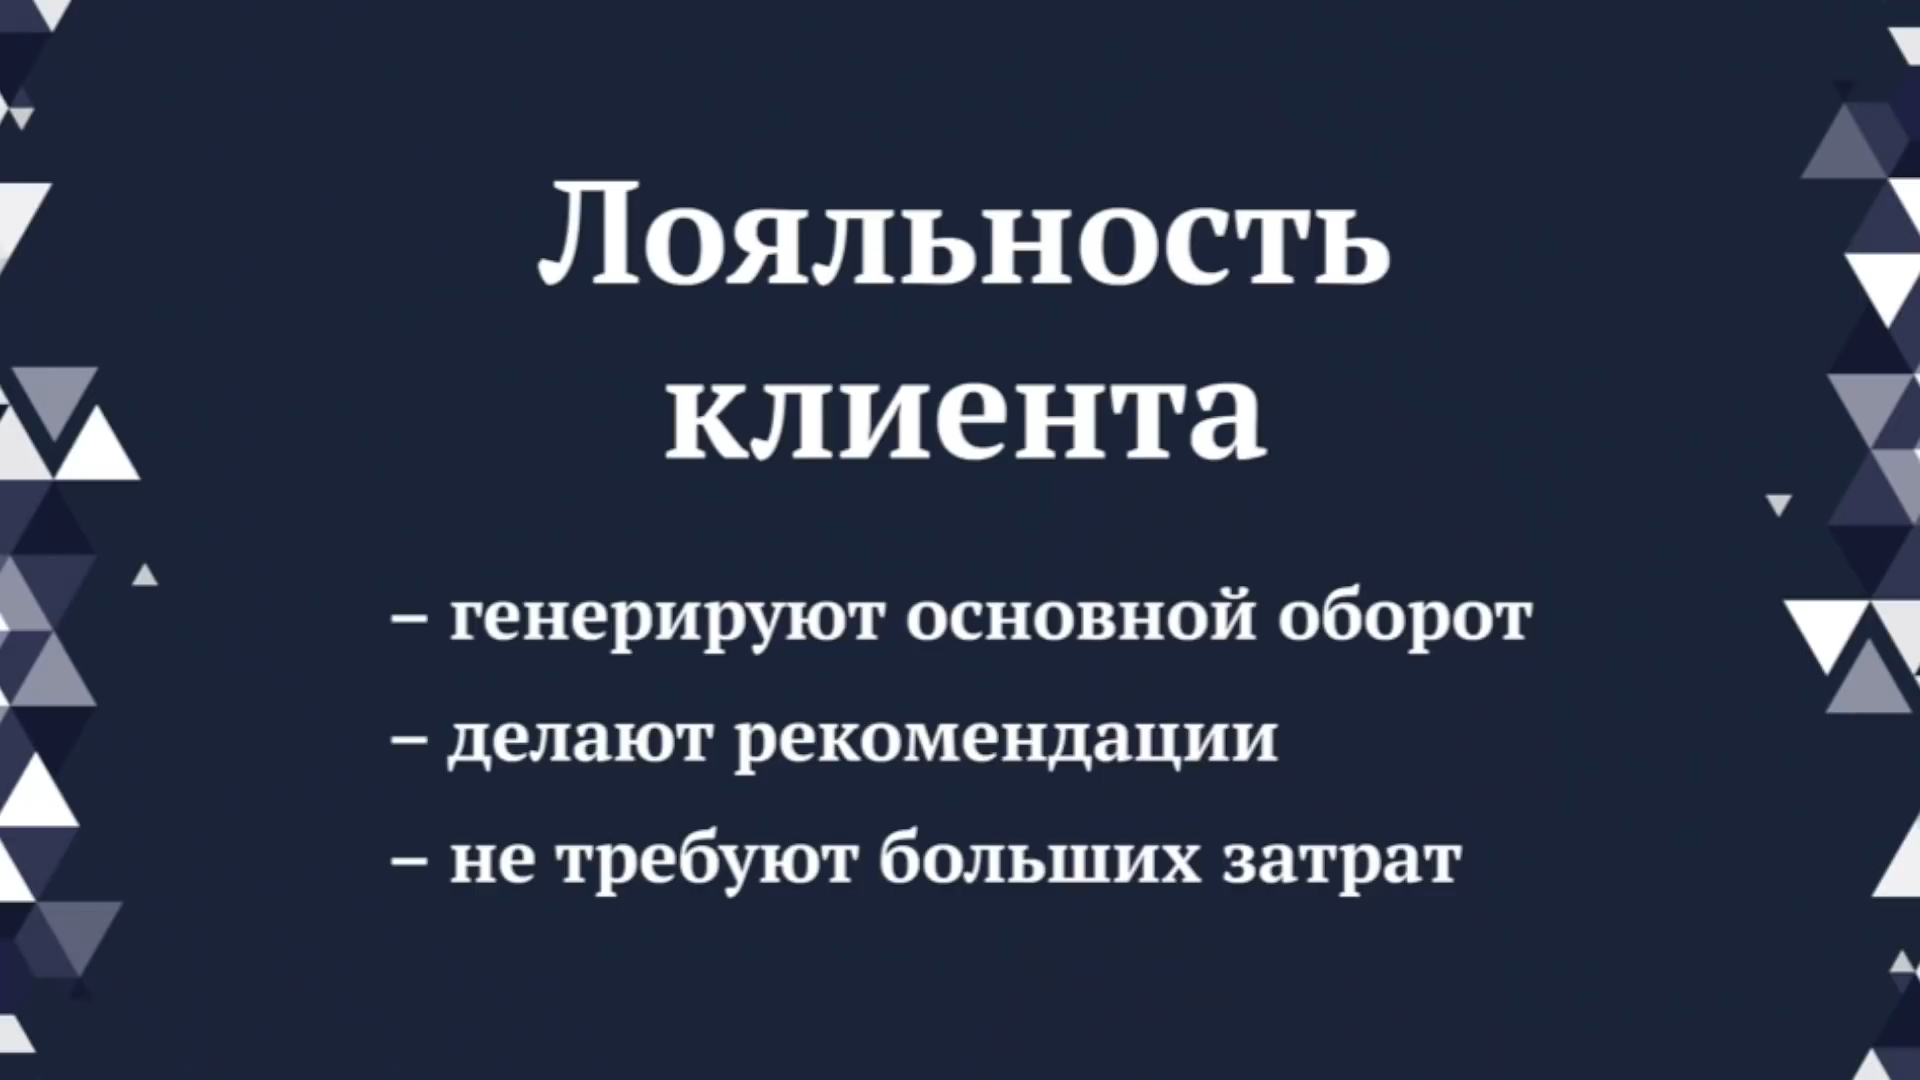 Лояльность
клиента
– генерируют основной оборот
– делают рекомендации
– не требуют больших затрат